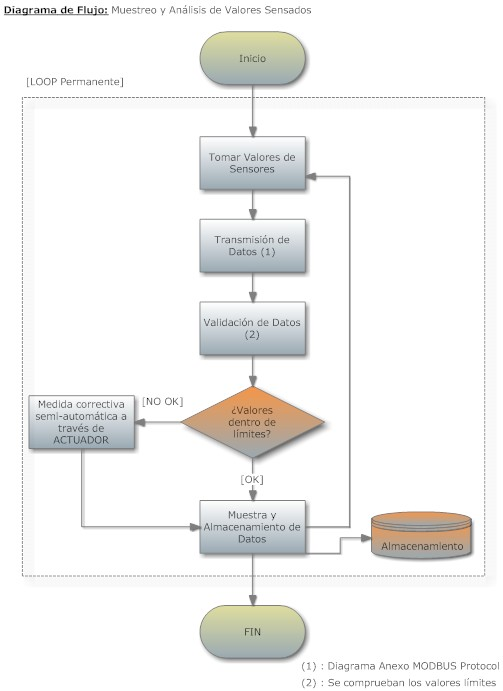 Diagrama de Flujo: Muestreo y Análisis de Valores Sensados
Inicio
[LOOP Permanente]
Tomar Valores de
Sensores
Transmisión de
Datos (1)
Validación de Datos
(2)
¿Valores
dentro de
límites?
[NO OK]
Medida correctiva
semi-automática a
través de
ACTUADOR
[OK]
Muestra y
Almacenamiento de
Datos
Almacenamiento
FIN
(1) : Diagrama Anexo MODBUS Protocol
(2) : Se comprueban los valores límites